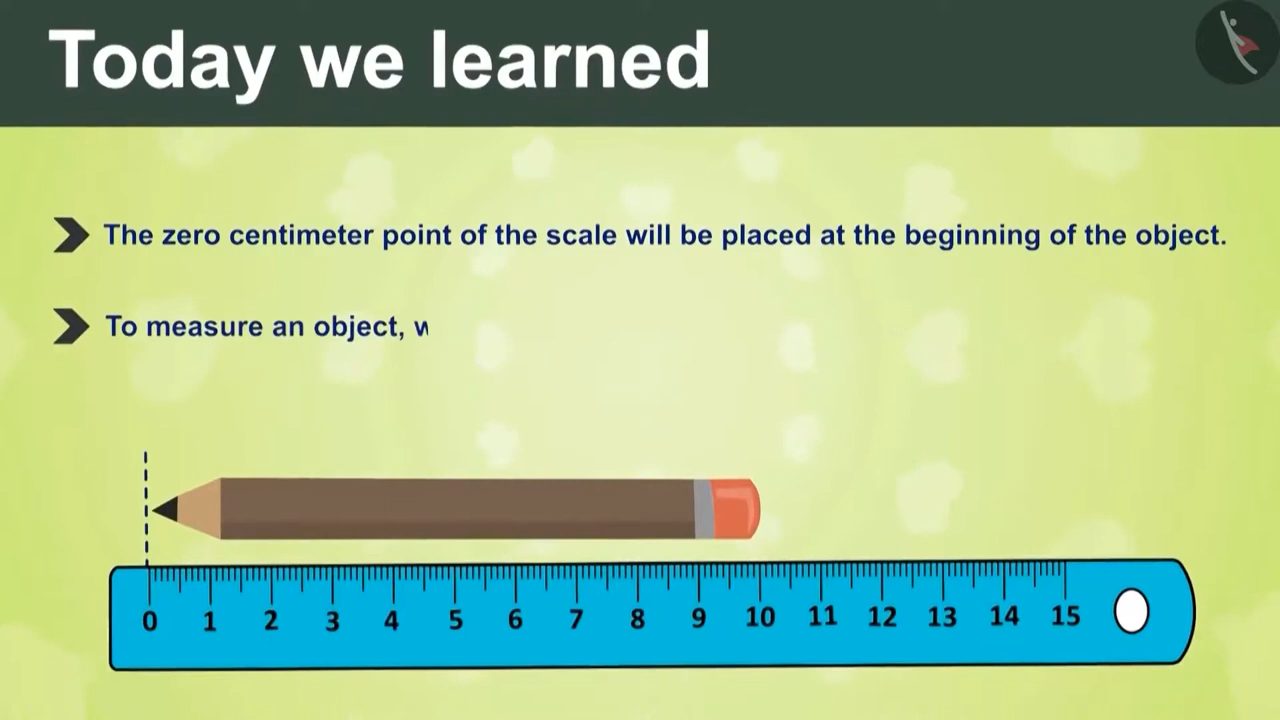 Today we learned
The zero centimeter point of the scale will be placed at the beginning of the object.
To measure an object, w
0 1 2 3 4 5 6 7 8 9 10 11 12 13 14 15